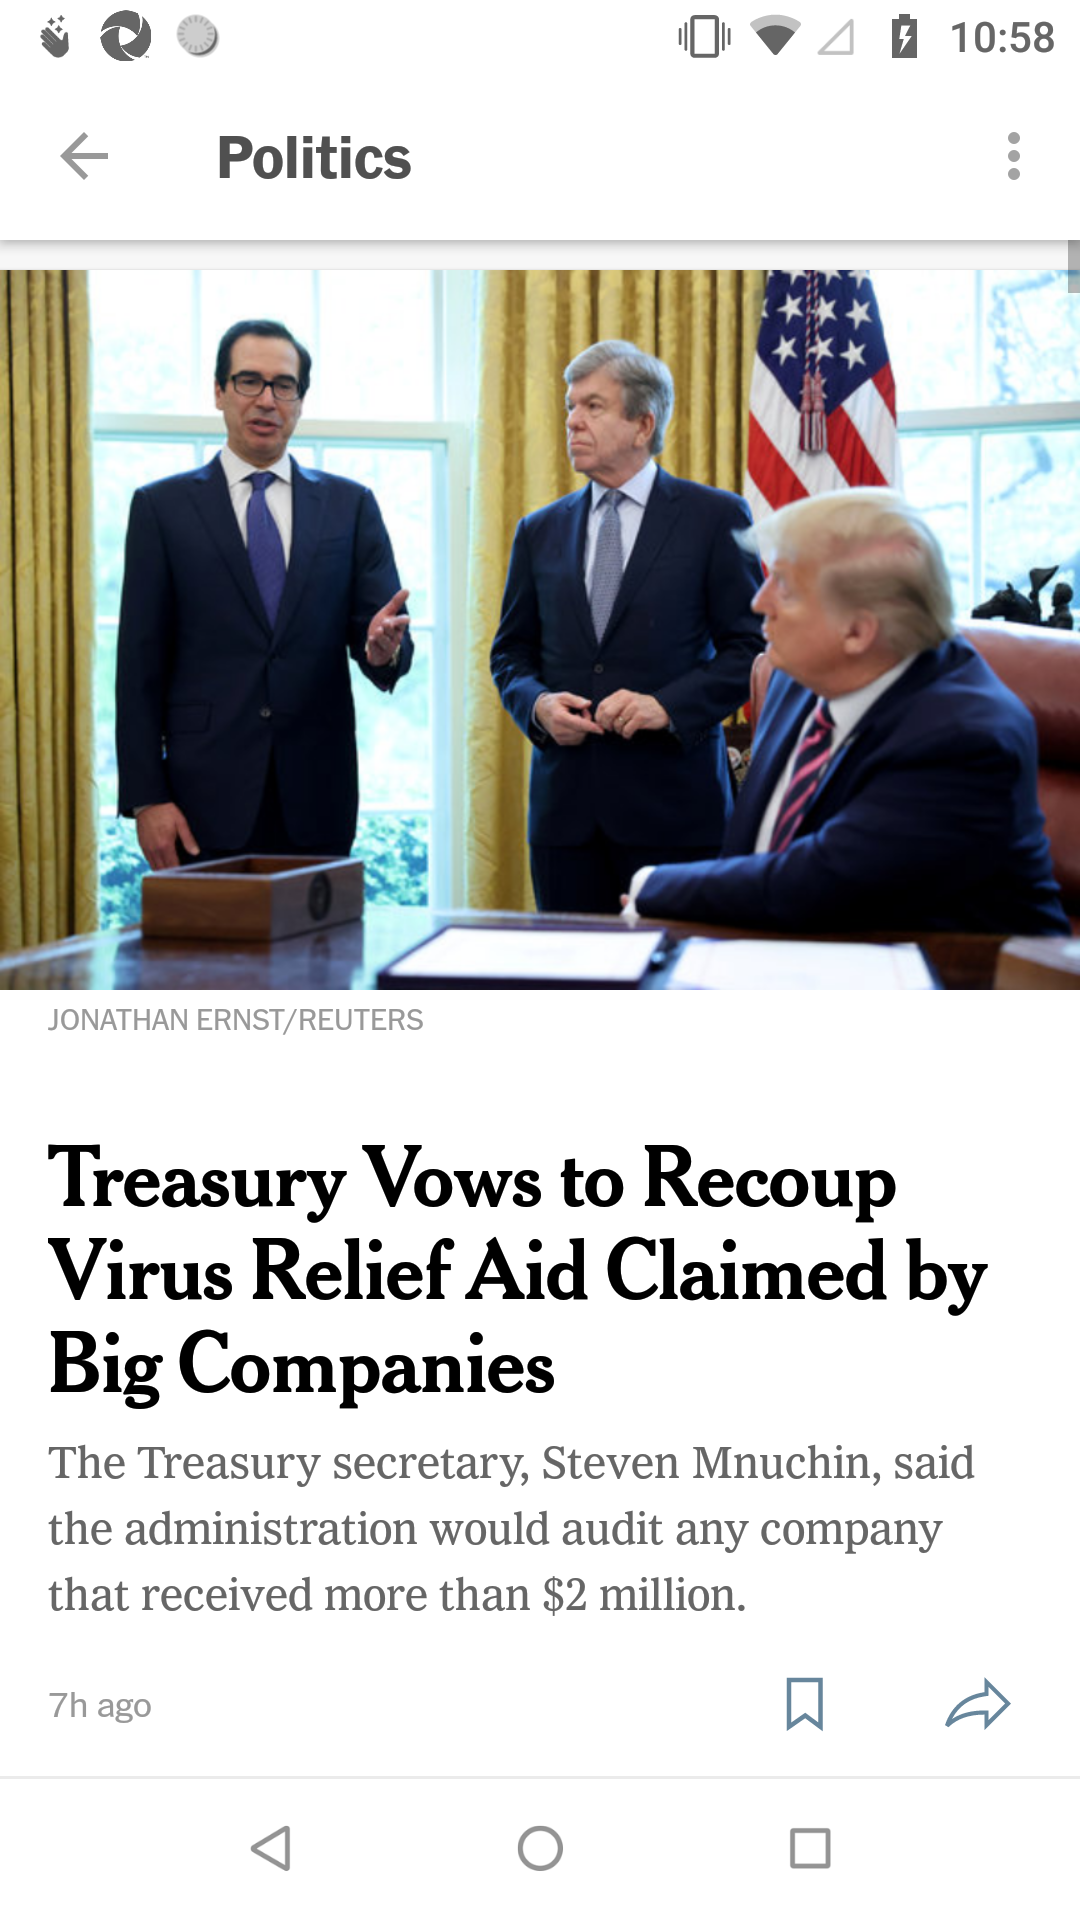 10:58
Politics
JONATHAN ERNST/REUTERS
Treasury Vows to Recoup
Virus Relief Aid Claimed by
Big Companies
The Treasury secretary, Steven Mnuchin, said
the administration would audit any company
that received more than $2 million.
7h ago